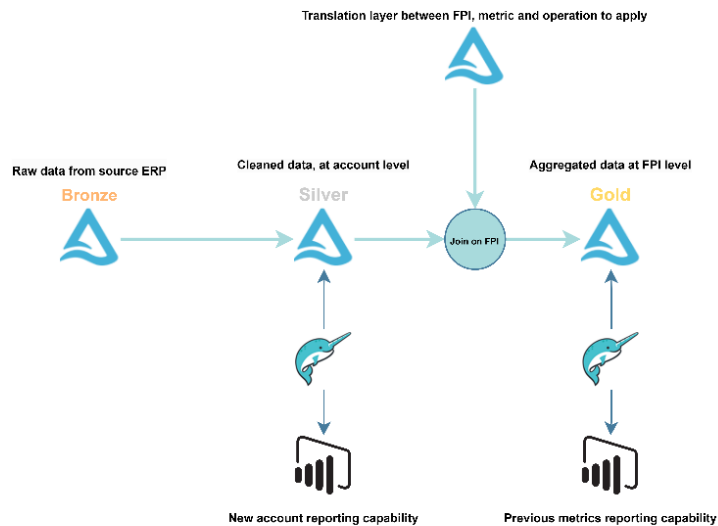 Translation layer between FPI, metric and operation to apply
Raw data from source ERP
Cleaned data, at account level
Aggregated data at FPI level
Bronze
Silver
Gold
Join on FPI
New account reporting capability
Previous metrics reporting capability